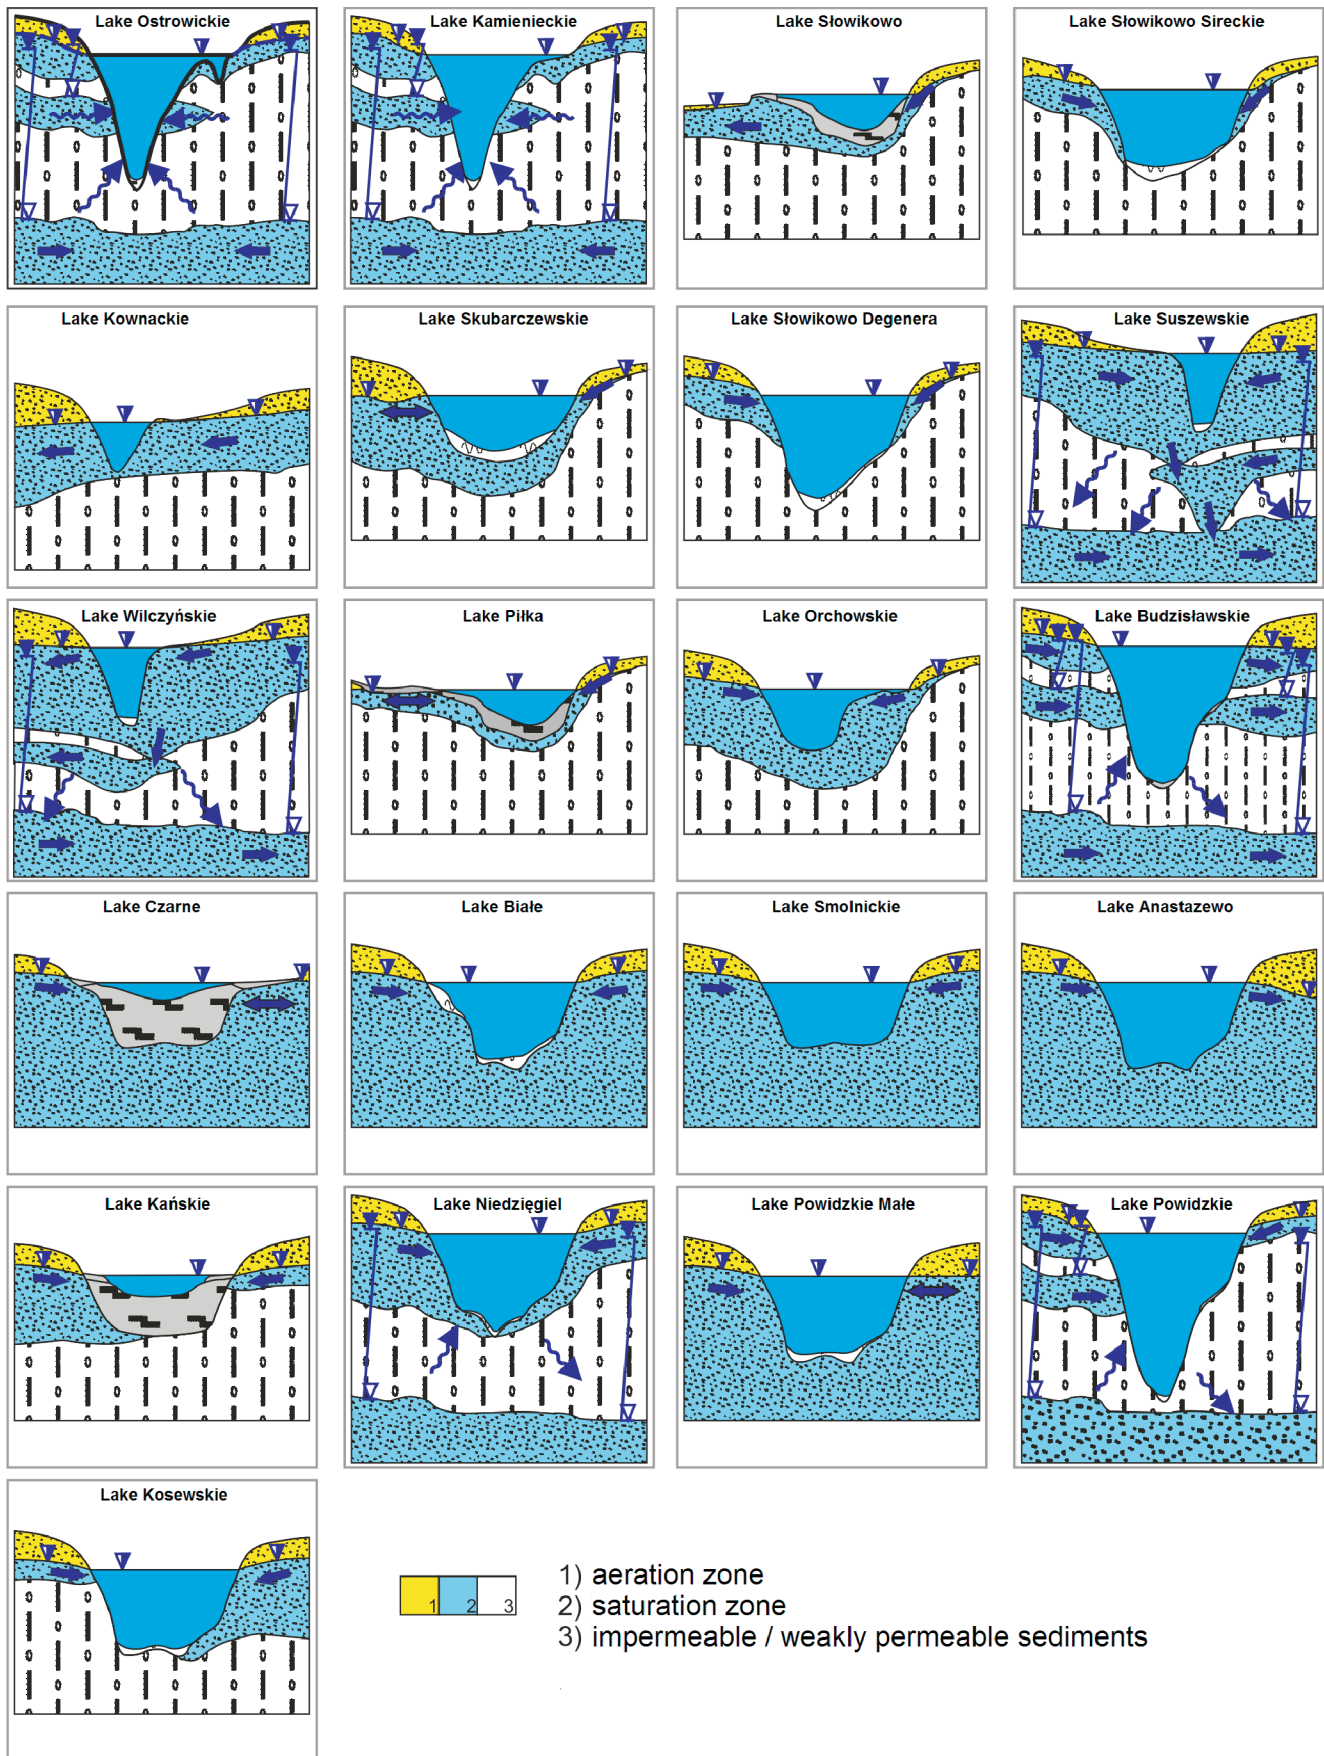 Lake Ostrowickie
Lake Kamienieckie
Lake Słowikowo
Lake Słowikowo Sireckie
Lake Kownackie
Lake Skubarczewskie
Lake Słowikowo Degenera
Lake Suszewskie
Lake Wilczyńskie
Lake Piłka
Lake Orchowskie
Lake Budzisławskie
Lake Czarne
Lake Białe
Lake Smolnickie
Lake Anastazewo
Lake Kańskie
Lake Niedzięgiel
Lake Powidzkie Małe
Lake Powidzkie
Lake Kosewskie
1 2 3
1) aeration zone
2) saturation zone
3) impermeable / weakly permeable sediments